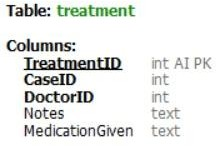 Table: treatment
Columns:
TreatmentID int AI PK
CaseID int
DoctorID int
Notes text
MedicationGiven text